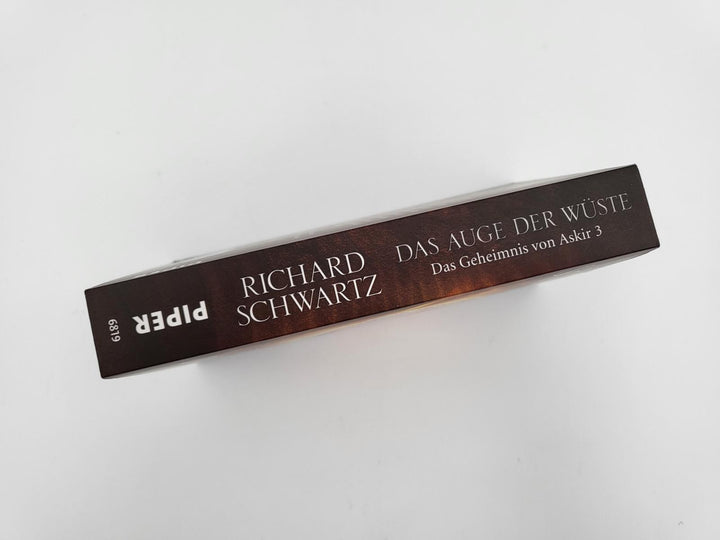 PIPER
6819
RICHARD
SCHWARTZ
DAS AUGE DER WÜSTE
Das Geheimnis von Askir 3